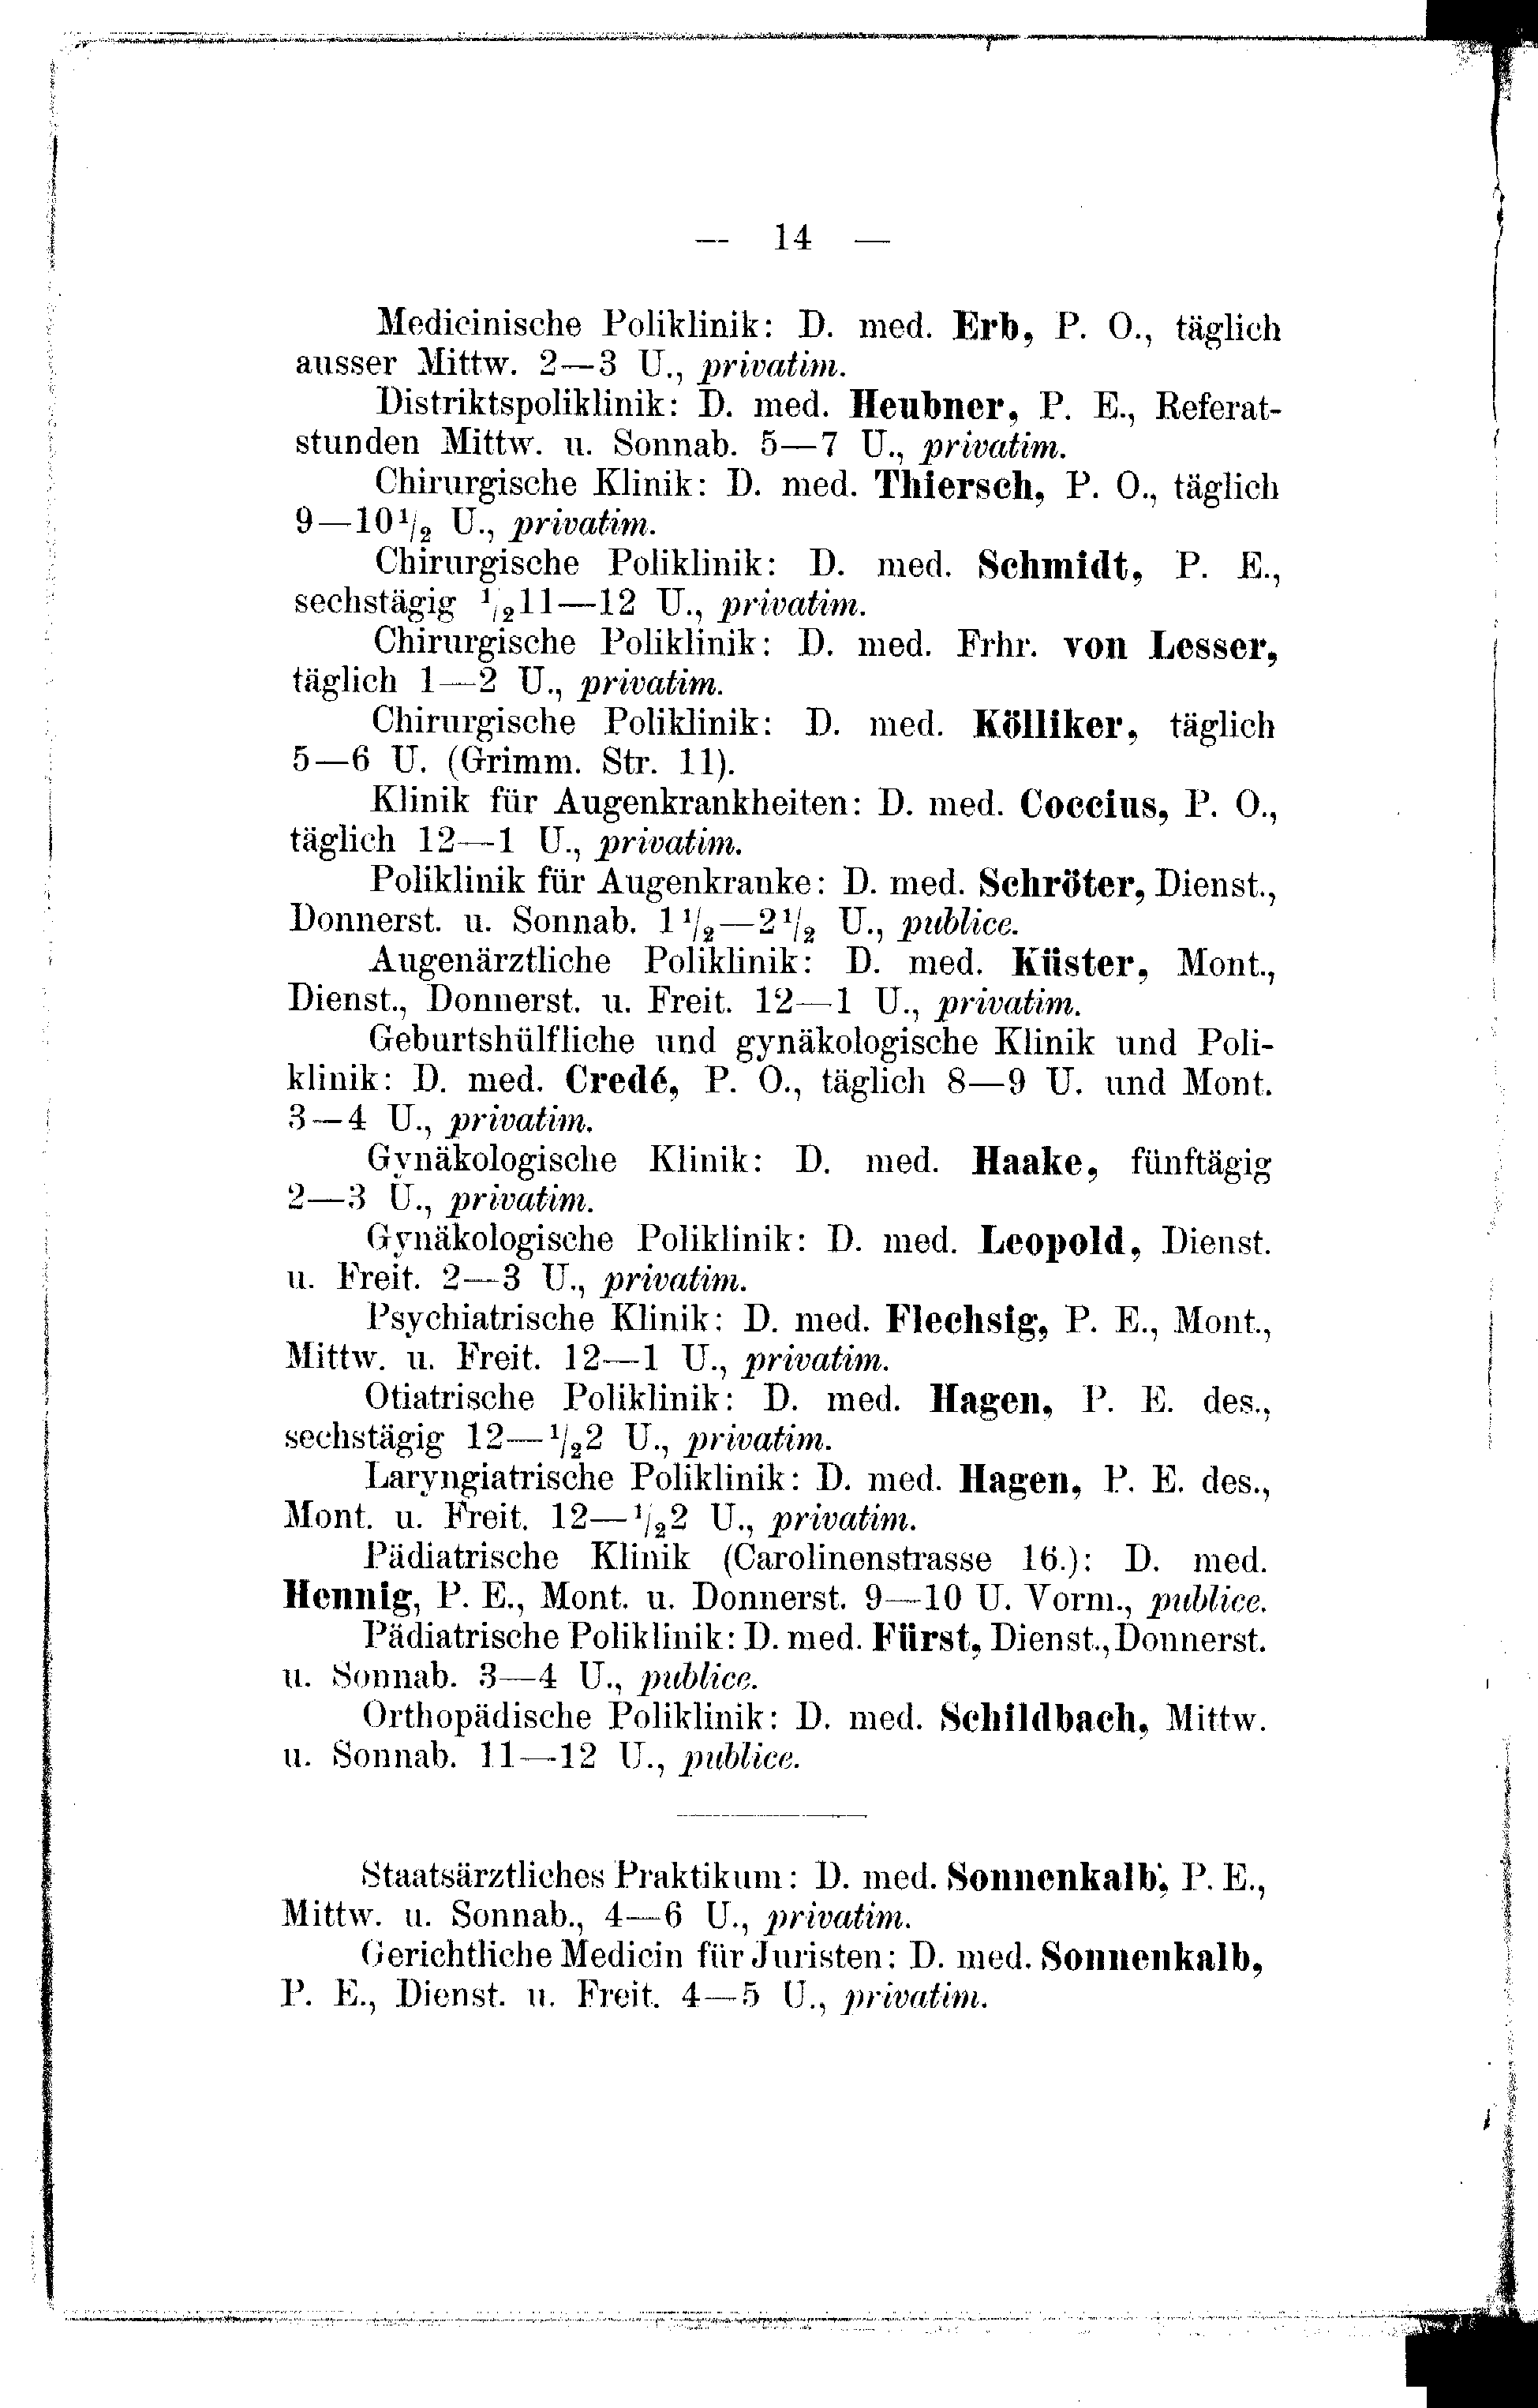 — 14 —
Medicinische Poliklinik: D. med. Erb, P. O., täglich
ausser Mittw. 2—3 U., privatim.
Distriktspoliklinik: D. med. Heubner, P. E., Referat-
stunden Mittw. u. Sonnab. 5—7 U., privatim.
Chirurgische Klinik: D. med. Thiersch, P. O., täglich
9—10 1/2 U., privatim.
Chirurgische Poliklinik: D. med. Schmidt, P. E.,
sechstägig 1/2 11—12 U., privatim.
Chirurgische Poliklinik: D. med. Frhr. von Lesser,
täglich 1—2 U., privatim.
Chirurgische Poliklinik: D. med. Kölliker, täglich
5—6 U. (Grimm. Str. 11).
Klinik für Augenkrankheiten: D. med. Coccius, P. O.,
täglich 12—1 U., privatim.
Poliklinik für Augenkranke: D. med. Schröter, Dienst.,
Donnerst. u. Sonnab. 1 1/2—2 1/2 U., publice.
Augenärztliche Poliklinik: D. med. Küster, Mont.,
Dienst., Donnerst. u. Freit. 12—1 U., privatim.
Geburtshülfliche und gynäkologische Klinik und Poli-
klinik: D. med. Credé, P. O., täglich 8—9 U. und Mont.
3—4 U., privatim.
Gynäkologische Klinik: D. med. Haake, fünftägig
2—3 U., privatim.
Gynäkologische Poliklinik: D. med. Leopold, Dienst.
u. Freit. 2—3 U., privatim.
Psychiatrische Klinik: D. med. Flechsig, P. E., Mont.,
Mittw. u. Freit. 12—1 U., privatim.
Otiatrische Poliklinik: D. med. Hagen, P. E. des.,
sechstägig 12—1/2 2 U., privatim.
Laryngiatrische Poliklinik: D. med. Hagen, P. E. des.,
Mont. u. Freit. 12—1/2 2 U., privatim.
Pädiatrische Klinik (Carolinenstrasse 16.): D. med.
Hennig, P. E., Mont. u. Donnerst. 9—10 U. Vorm., publice.
Pädiatrische Poliklinik: D. med. Fürst, Dienst., Donnerst.
u. Sonnab. 3—4 U., publice.
Orthopädische Poliklinik: D. med. Schildbach, Mittw.
u. Sonnab. 11—12 U., publice.
Staatsärztliches Praktikum: D. med. Sonnenkalb, P. E.,
Mittw. u. Sonnab., 4—6 U., privatim.
Gerichtliche Medicin für Juristen: D. med. Sonnenkalb,
P. E., Dienst. u. Freit. 4—5 U., privatim.